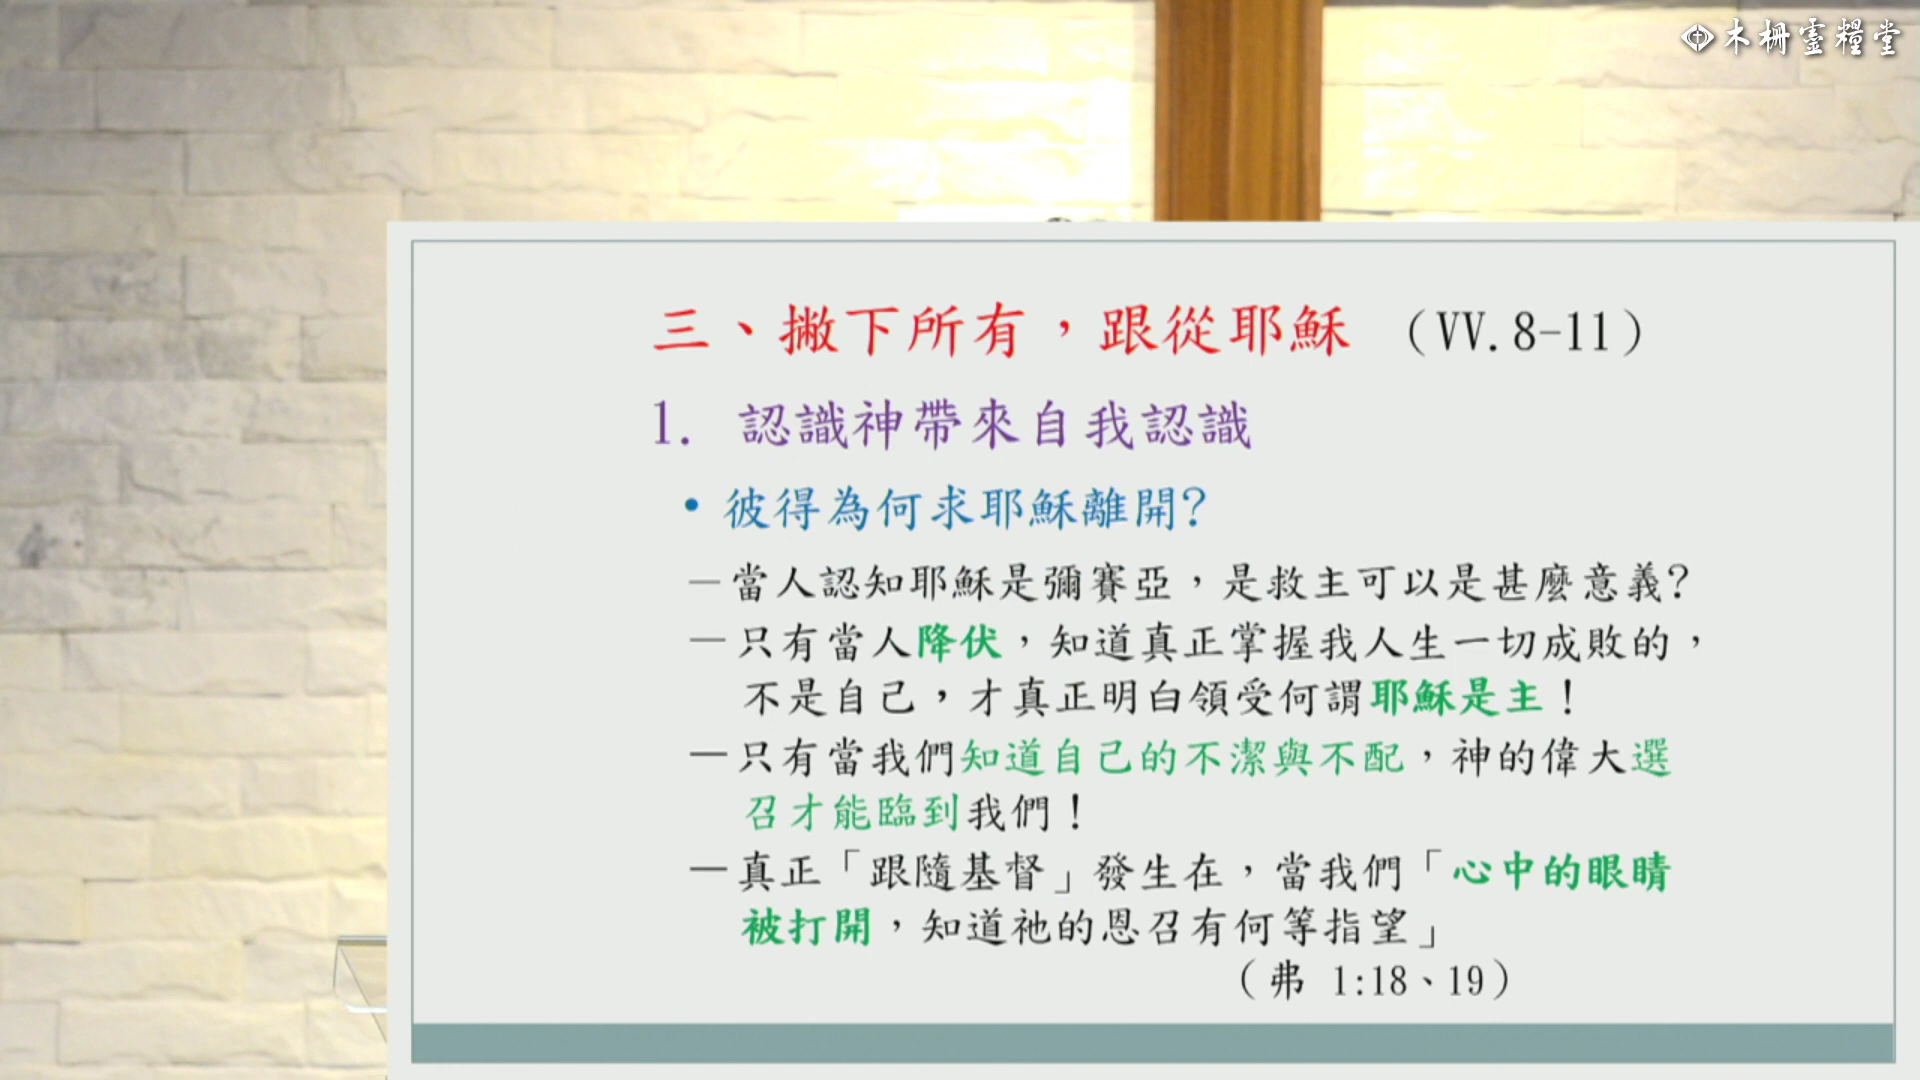 木柵靈糧堂
三、撇下所有，跟從耶穌 （VV.8-11）
1. 認識神帶來自我認識
• 彼得為何求耶穌離開?
—當人認知耶穌是彌賽亞，是救主可以是甚麼意義?
—只有當人降伏，知道真正掌握我人生一切成敗的，
不是自己，才真正明白領受何謂耶穌是主！
—只有當我們知道自己的不潔與不配，神的偉大選
召才能臨到我們！
—真正「跟隨基督」發生在，當我們「心中的眼睛
被打開，知道祂的恩召有何等指望」
（弗 1:18、19）